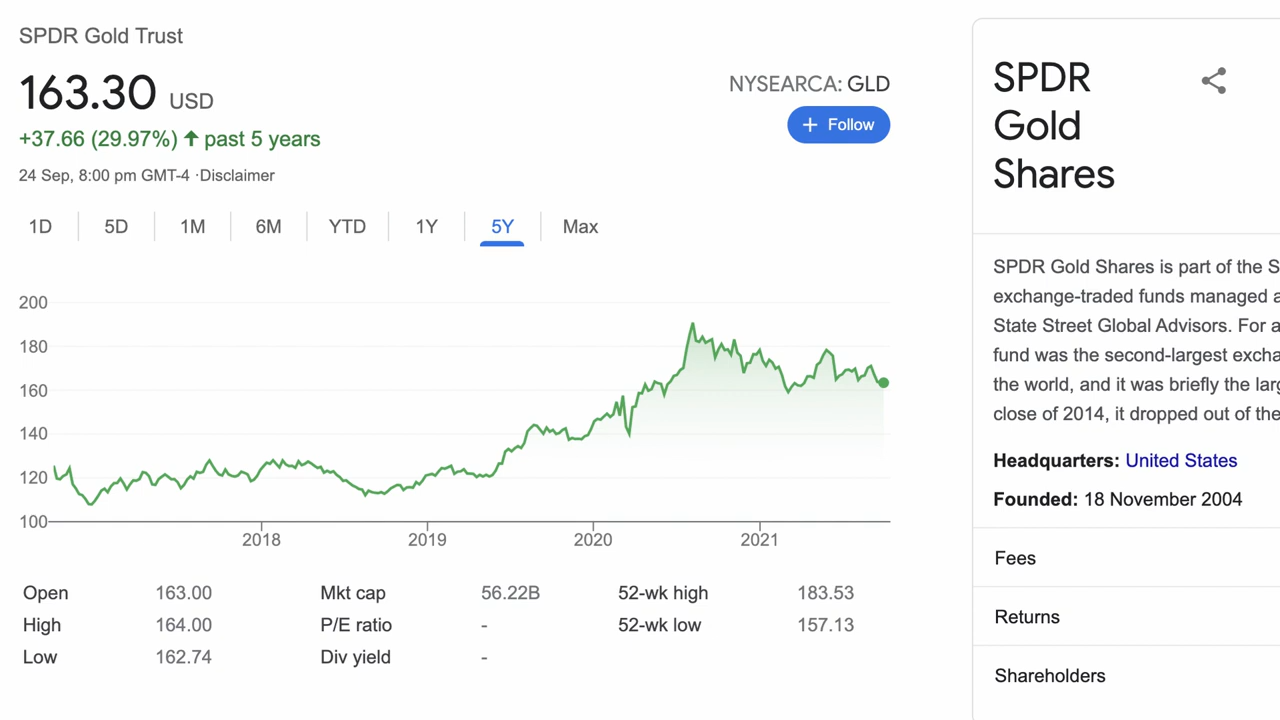 SPDR Gold Trust
163.30 USD
+37.66 (29.97%) ↑ past 5 years
24 Sep, 8:00 pm GMT-4 ·Disclaimer
NYSEARCA: GLD
+ Follow
1D 5D 1M 6M YTD 1Y 5Y Max
200
180
160
140
120
100
2018 2019 2020 2021
Open 163.00 Mkt cap 56.22B 52-wk high 183.53
High 164.00 P/E ratio - 52-wk low 157.13
Low 162.74 Div yield -
SPDR
Gold
Shares
SPDR Gold Shares is part of the
exchange-traded funds managed
State Street Global Advisors. For
fund was the second-largest
the world, and it was briefly the
close of 2014, it dropped out of the
Headquarters: United States
Founded: 18 November 2004
Fees
Returns
Shareholders